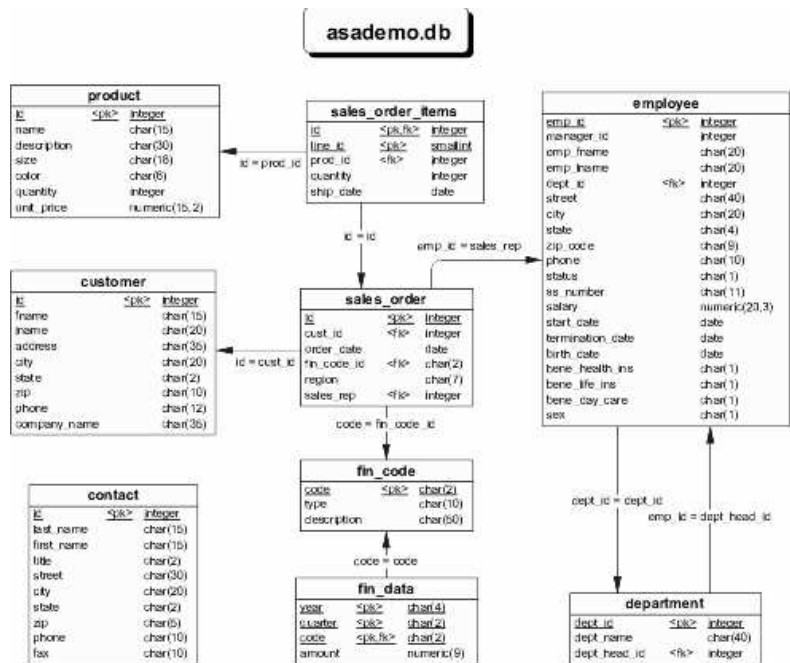 asademo.db
product
id <pk> integer
name char(15)
description char(30)
size char(18)
color char(6)
quantity integer
unit_price numeric(15,2)
id = prod_id
sales_order_items
id <pk,fk> integer
line_id <pk> smallint
prod_id <fk> integer
quantity integer
ship_date date
id = id
employee
emp_id <pk> integer
manager_id integer
emp_fname char(20)
emp_lname char(20)
dept_id <fk> integer
street char(40)
city char(20)
state char(4)
zip_code char(9)
phone char(10)
status char(1)
ss_number char(11)
salary numeric(20,3)
start_date date
termination_date date
birth_date date
bene_health_ins char(1)
bene_life_ins char(1)
bene_day_care char(1)
sex char(1)
emp_id = sales_rep
customer
id <pk> integer
fname char(15)
lname char(20)
address char(35)
city char(20)
state char(2)
zip char(10)
phone char(12)
company_name char(35)
id = cust_id
sales_order
id <pk> integer
cust_id <fk> integer
order_date date
fin_code_id <fk> char(2)
region char(7)
sales_rep <fk> integer
code = fin_code_id
fin_code
code <pk> char(2)
type char(10)
description char(50)
code = code
contact
id <pk> integer
last_name char(15)
first_name char(15)
title char(2)
street char(30)
city char(20)
state char(2)
zip char(5)
phone char(10)
fax char(10)
fin_data
year <pk> char(4)
quarter <pk> char(2)
code <pk,fk> char(2)
amount numeric(9)
dept_id = dept_id
emp_id = dept_head_id
department
dept_id <pk> integer
dept_name char(40)
dept_head_id <fk> integer